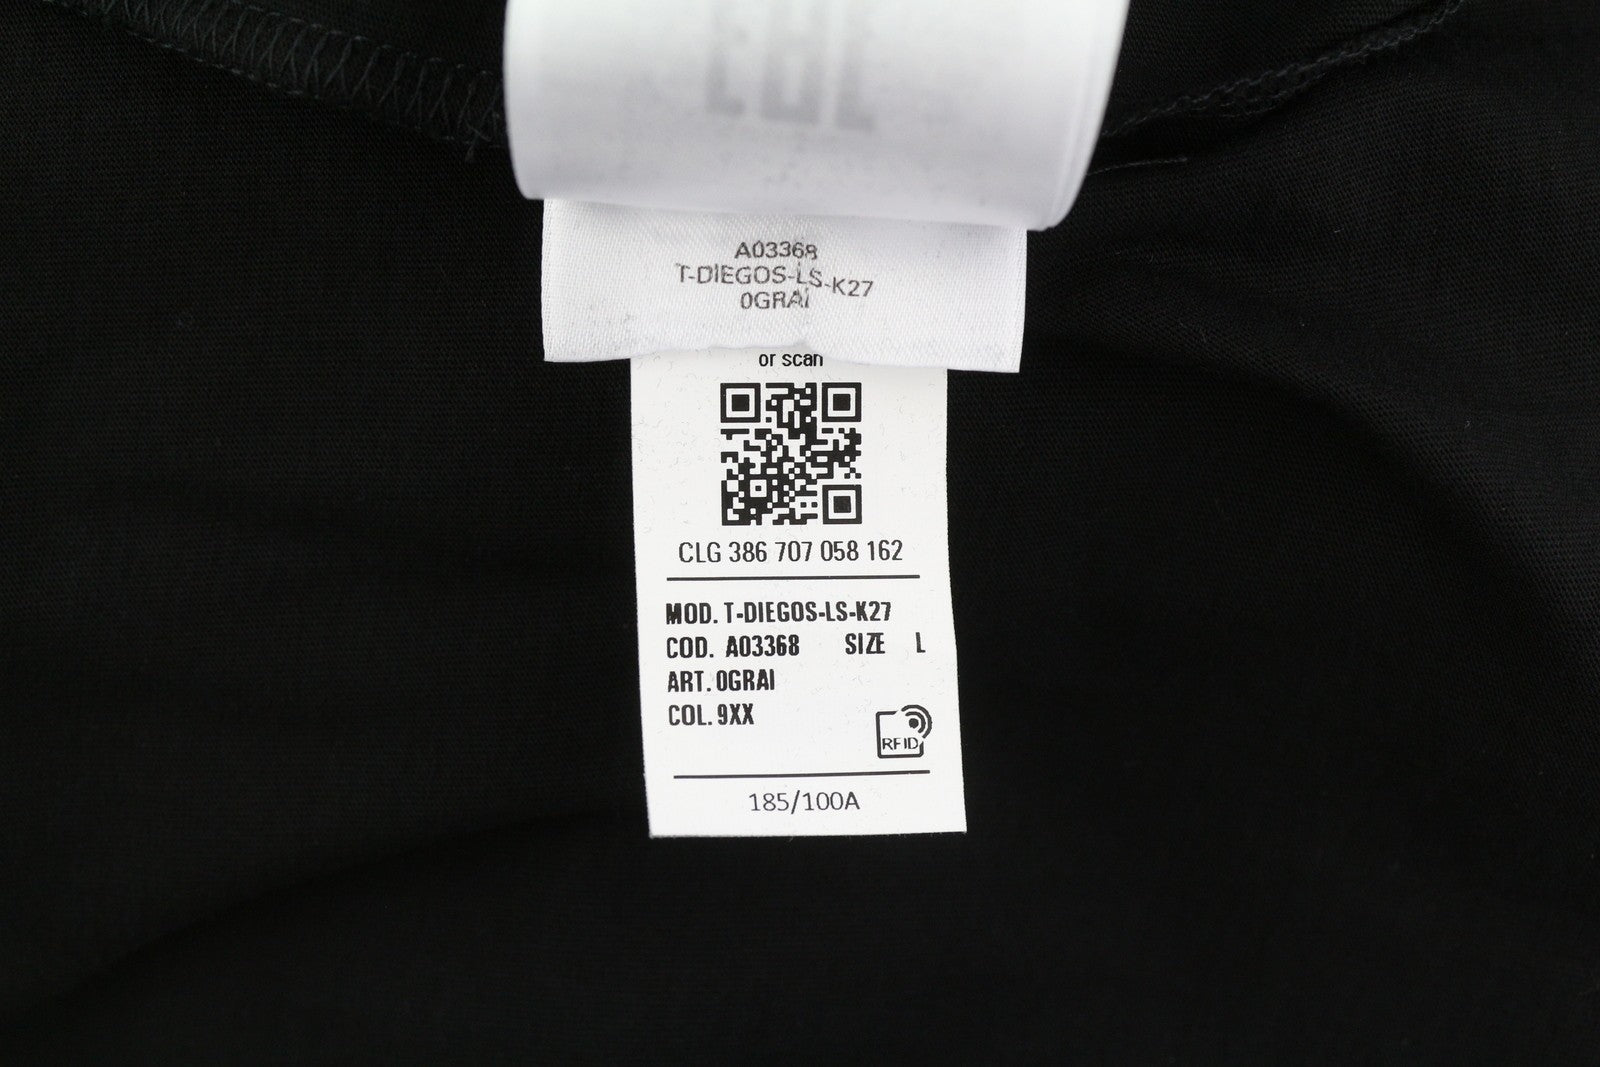 A03368
T-DIEGOS-LS-K27
0GRAI
or scan
CLG 386 707 058 162
MOD. T-DIEGOS-LS-K27
COD. A03368 SIZE L
ART. 0GRAI
COL. 9XX
RFID
185/100A